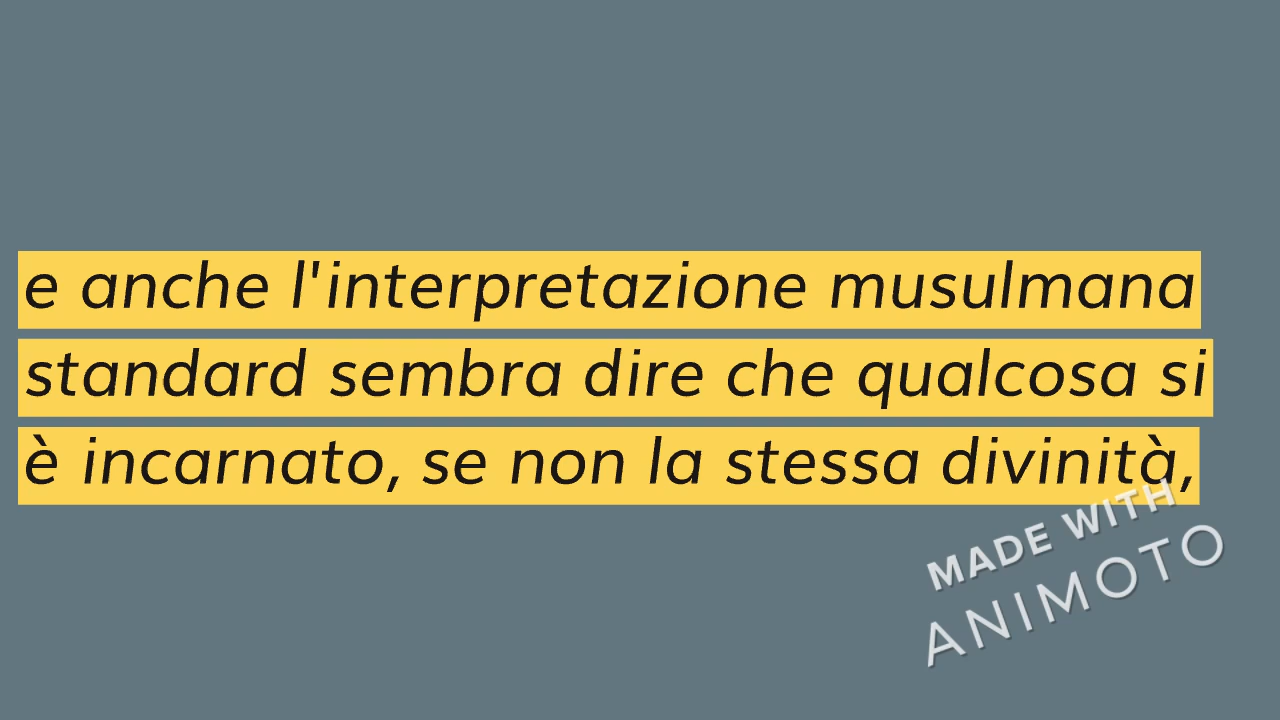 e anche l'interpretazione musulmana
standard sembra dire che qualcosa si
è incarnato, se non la stessa divinità,
MADE WITH
ANIMOTO